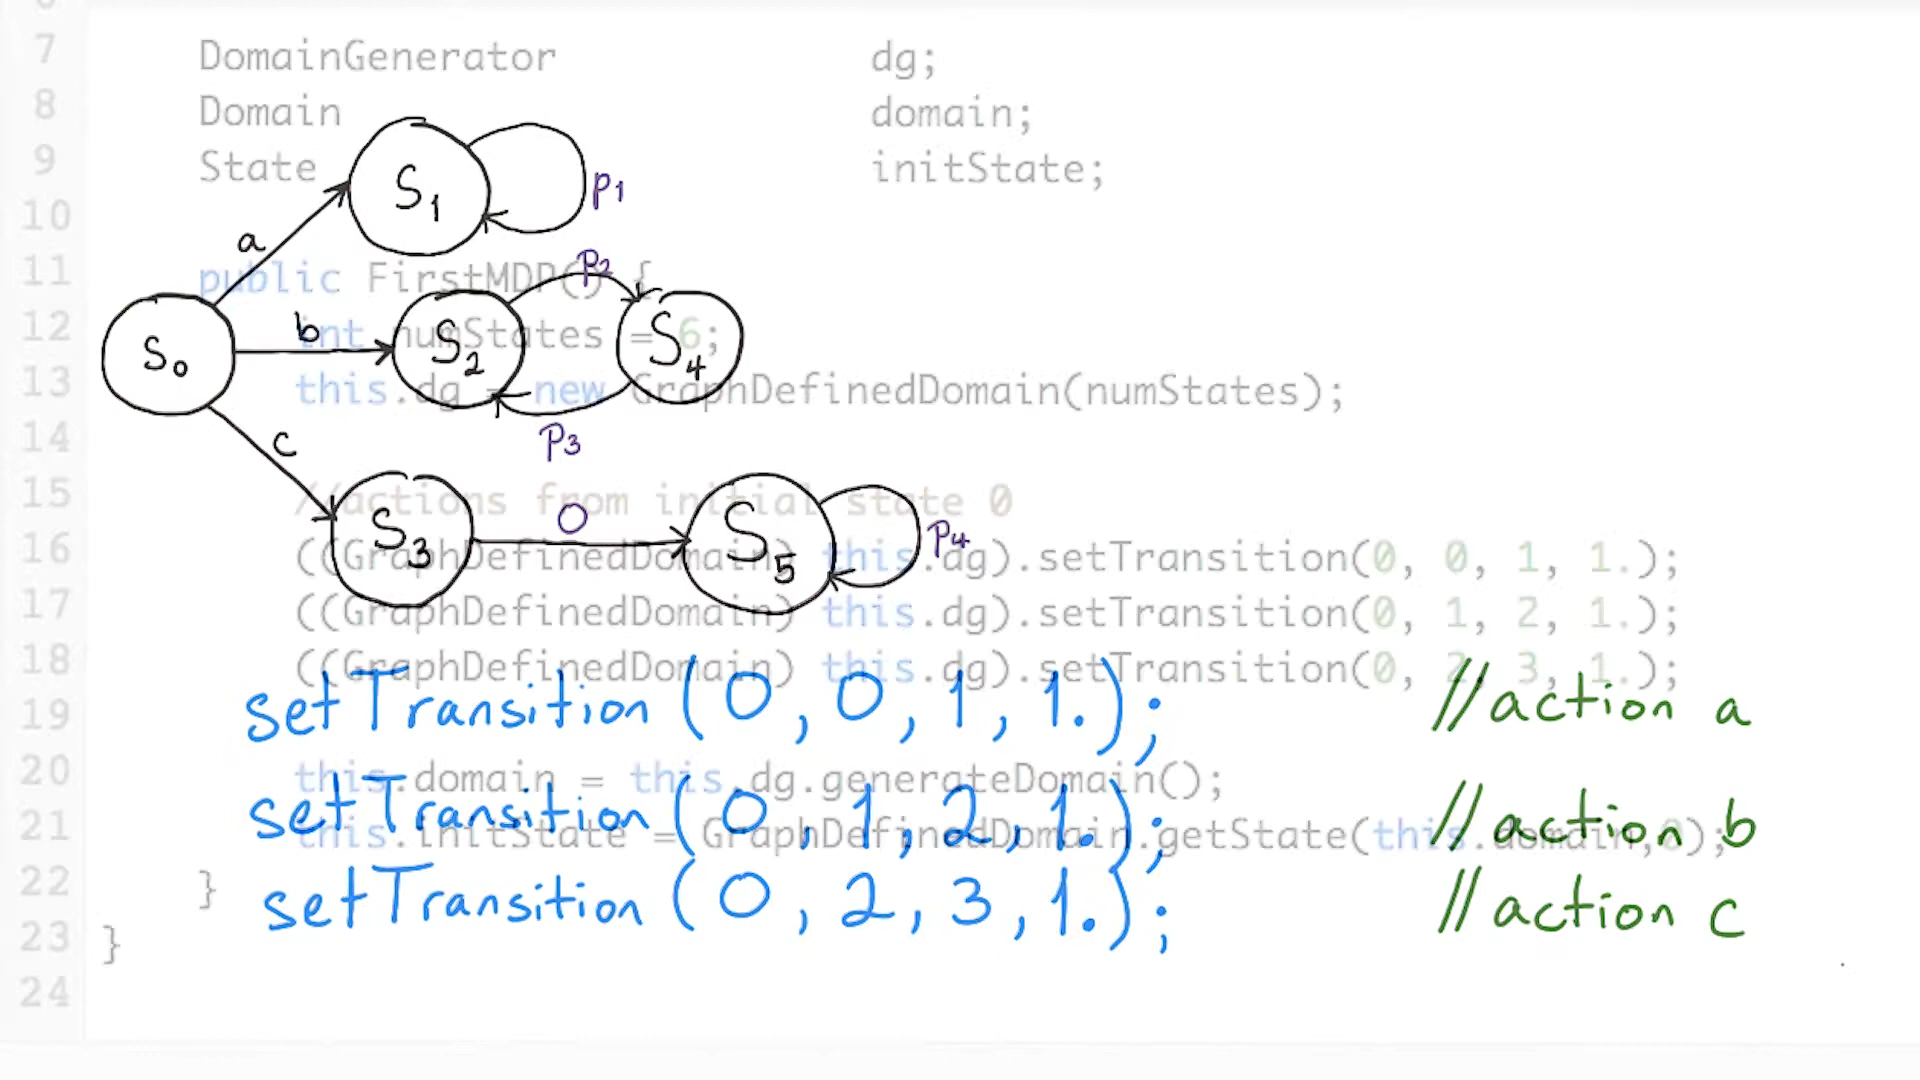 7 DomainGenerator dg;
8 Domain domain;
9 State initState;
10
11 public FirstMDP() {
12 int numStates = 6;
13 this.dg = new GraphDefinedDomain(numStates);
14
15 //actions from initial state 0
16 ((GraphDefinedDomain) this.dg).setTransition(0, 0, 1, 1.);
17 ((GraphDefinedDomain) this.dg).setTransition(0, 1, 2, 1.);
18 ((GraphDefinedDomain) this.dg).setTransition(0, 2, 3, 1.);
19
20 this.domain = this.dg.generateDomain();
21 this.initState = GraphDefinedDomain.getState(this.domain,0);
22 }
23 }
24
S1 P1
a
P2
S0 b S2 S4
P3
c
S3 0 S5 P4
setTransition (0, 0, 1, 1.); //action a
setTransition (0, 1, 2, 1.); //action b
setTransition (0, 2, 3, 1.); //action c